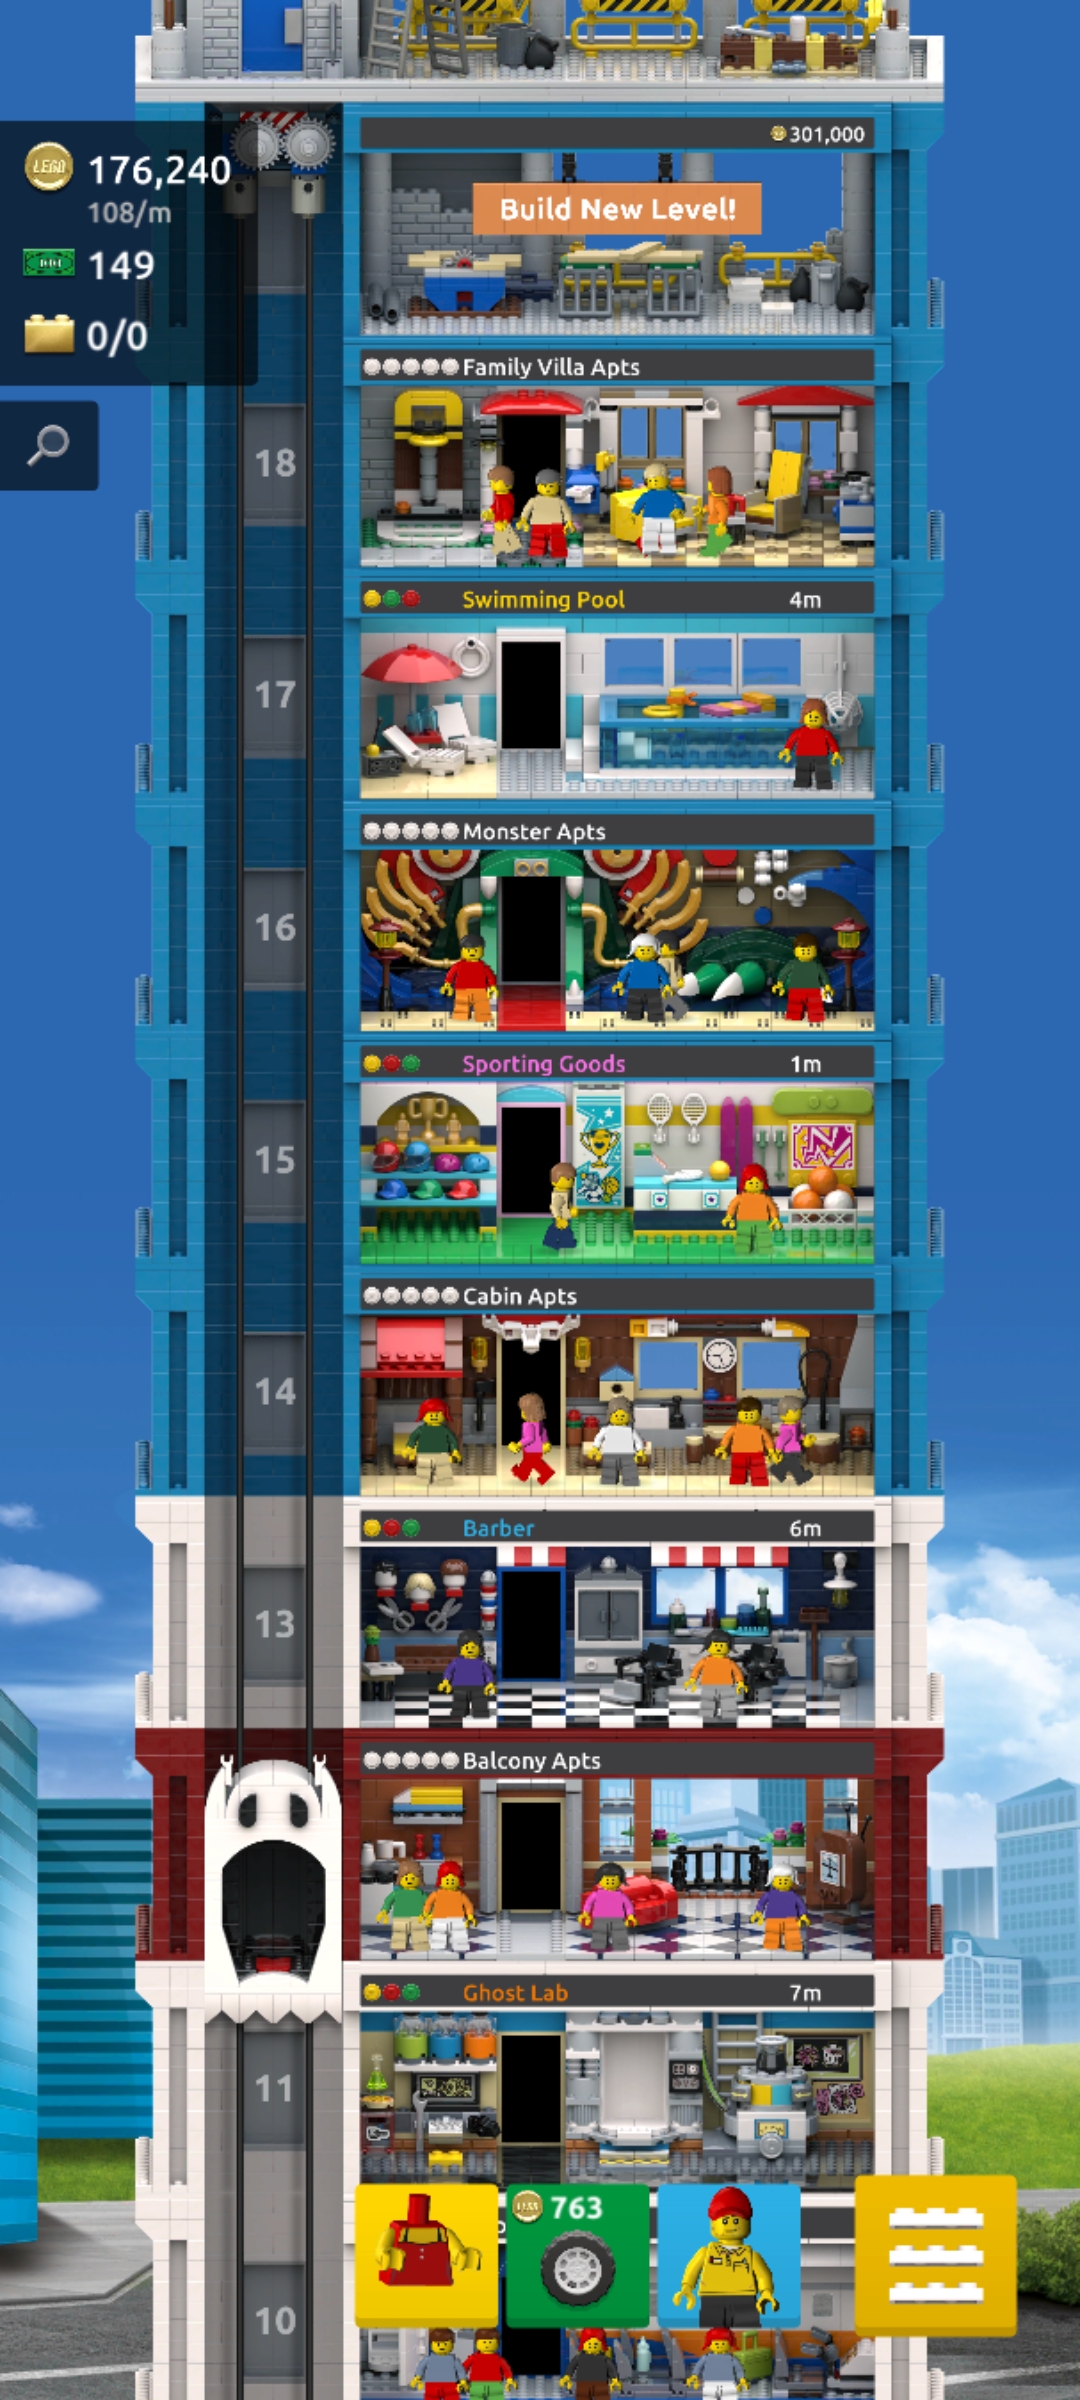 301,000
LEGO 176,240
108/m
Build New Level!
149
0/0
Family Villa Apts
18
Swimming Pool 4m
17
Monster Apts
16
Sporting Goods 1m
15
Cabin Apts
14
Barber 6m
13
Balcony Apts
Ghost Lab 7m
11
763
10